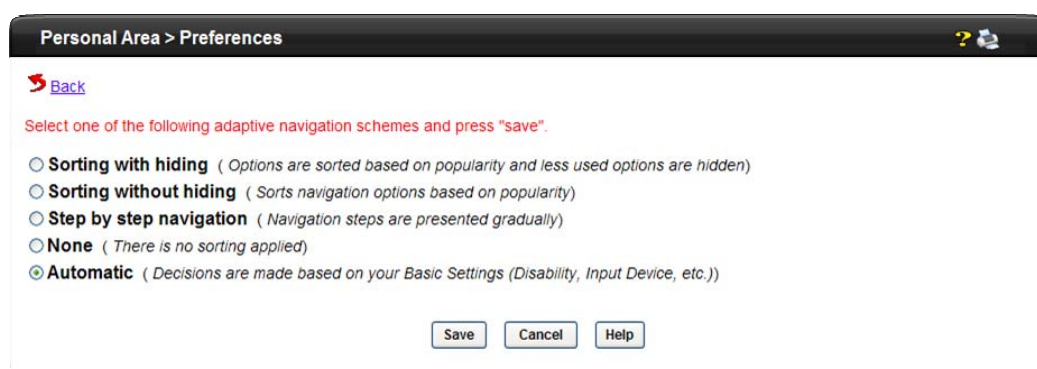 Personal Area > Preferences
Back
Select one of the following adaptive navigation schemes and press "save".
Sorting with hiding ( Options are sorted based on popularity and less used options are hidden)
Sorting without hiding ( Sorts navigation options based on popularity)
Step by step navigation ( Navigation steps are presented gradually)
None ( There is no sorting applied)
Automatic ( Decisions are made based on your Basic Settings (Disability, Input Device, etc.))
Save Cancel Help